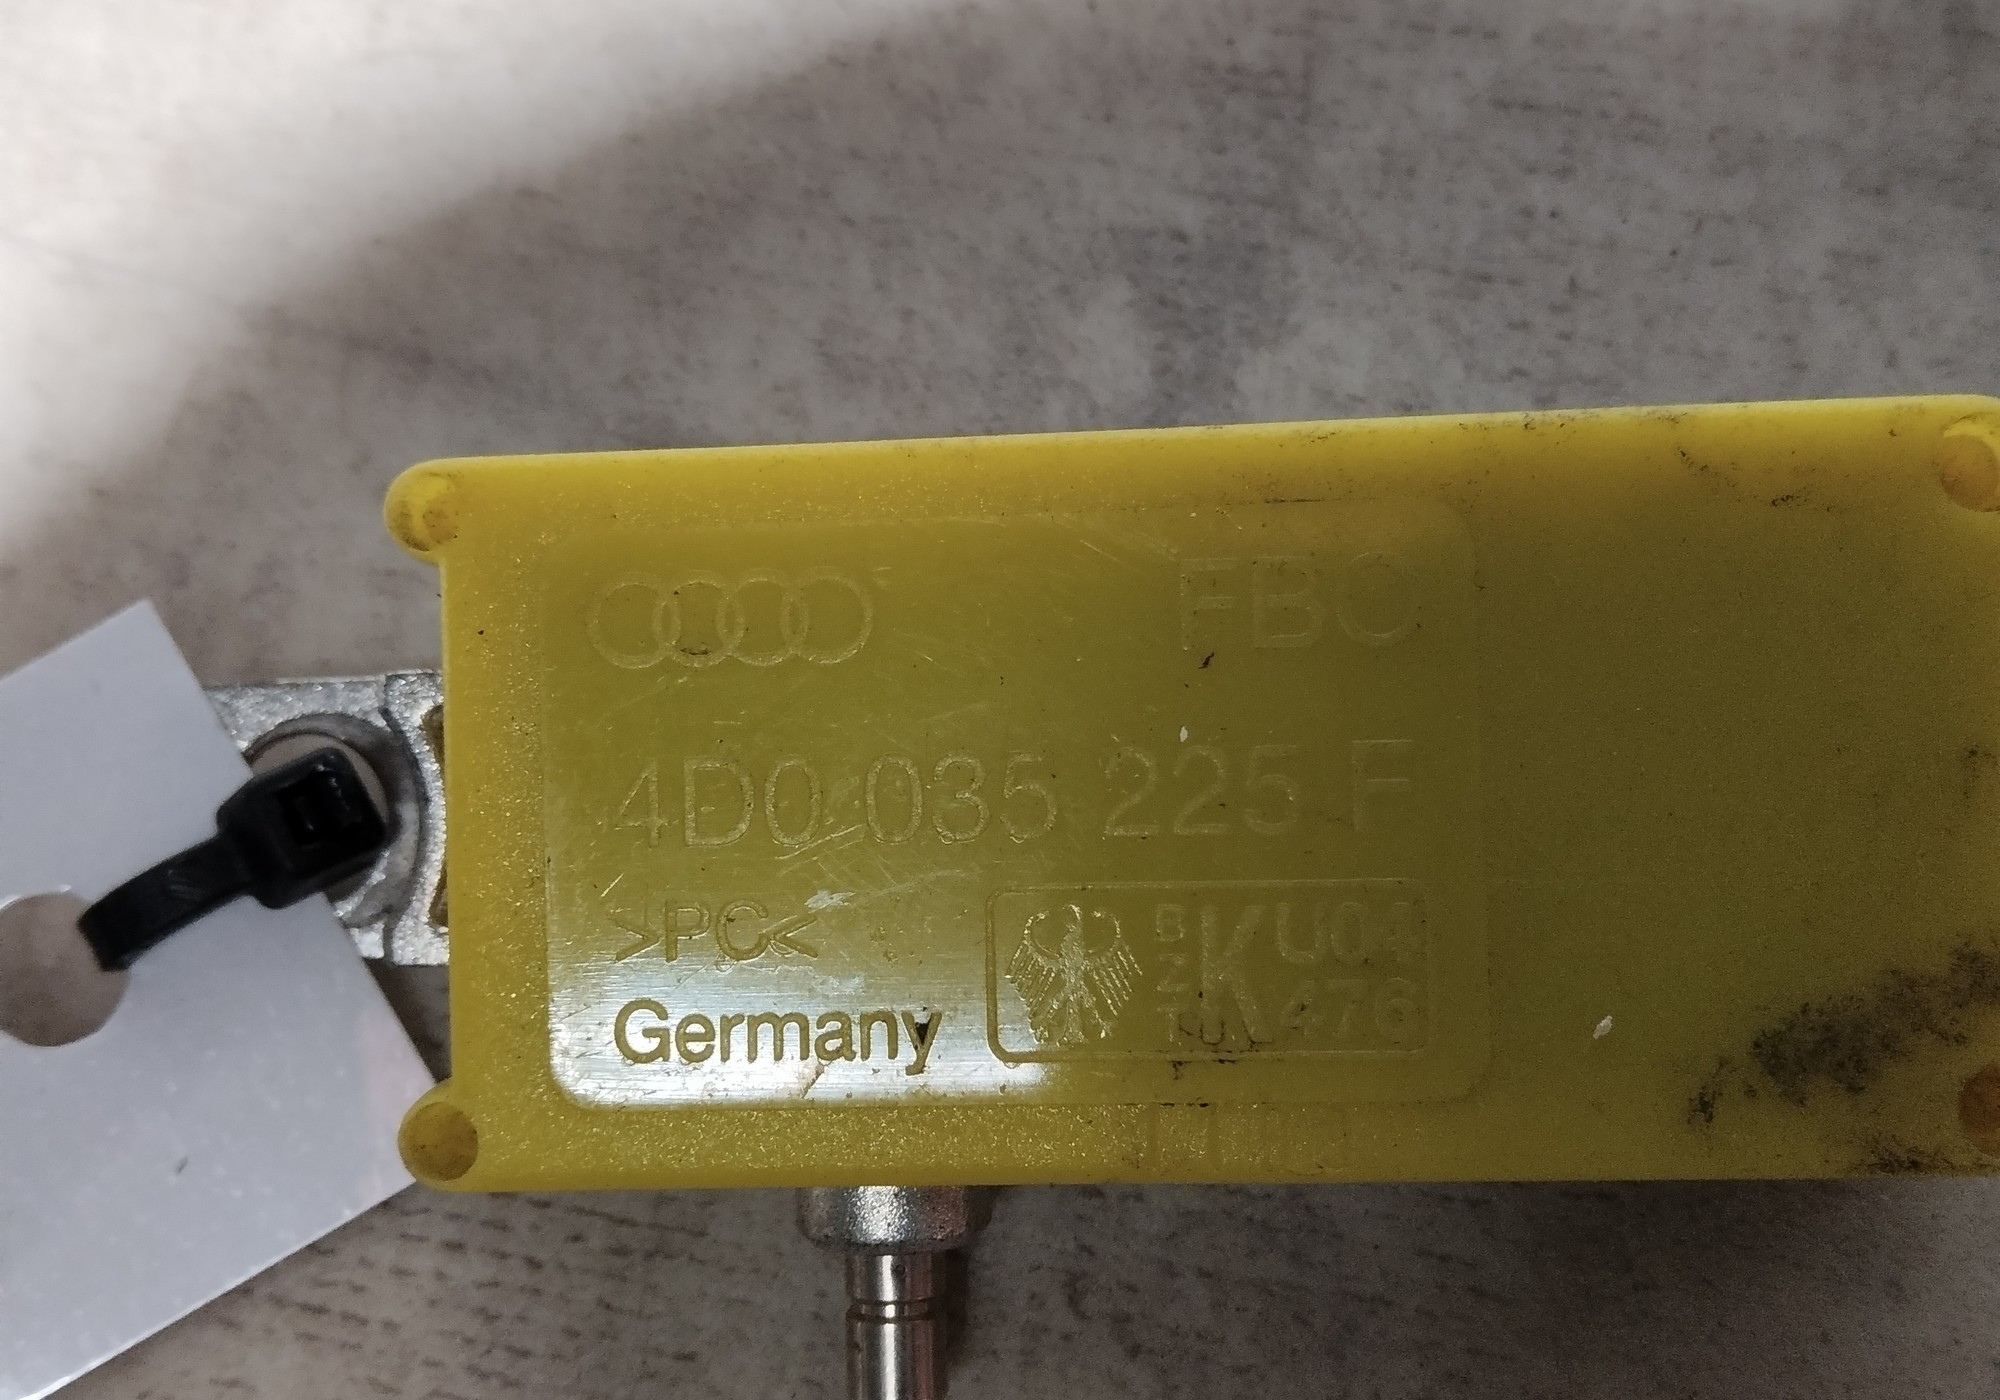 FBC
4D0 035 225 F
>PC<
B
Z
T
K U04
476
Germany